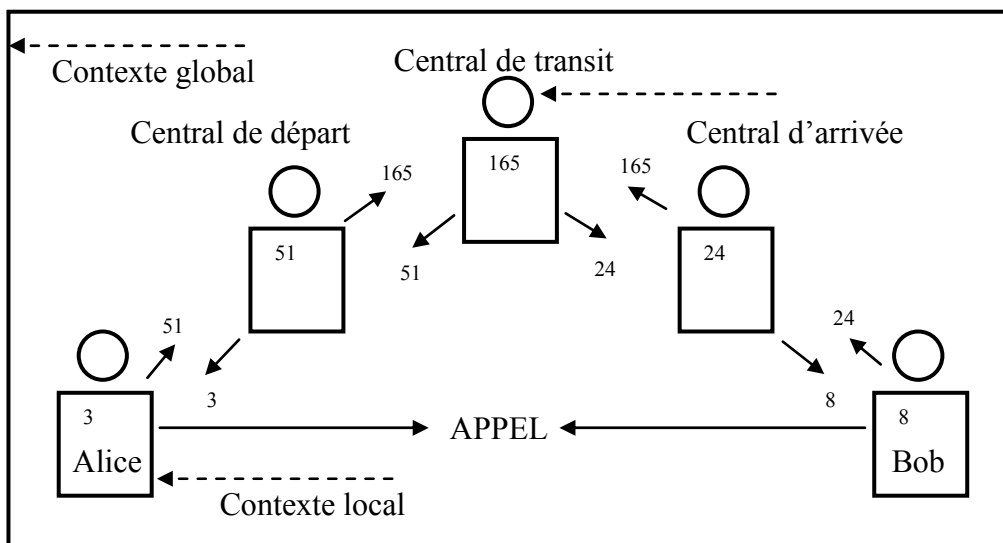 Contexte global
Central de transit
Central de départ
Central d’arrivée
165
165
165
51
24
51
24
51
24
3
8
3
APPEL
8
Alice
Bob
Contexte local